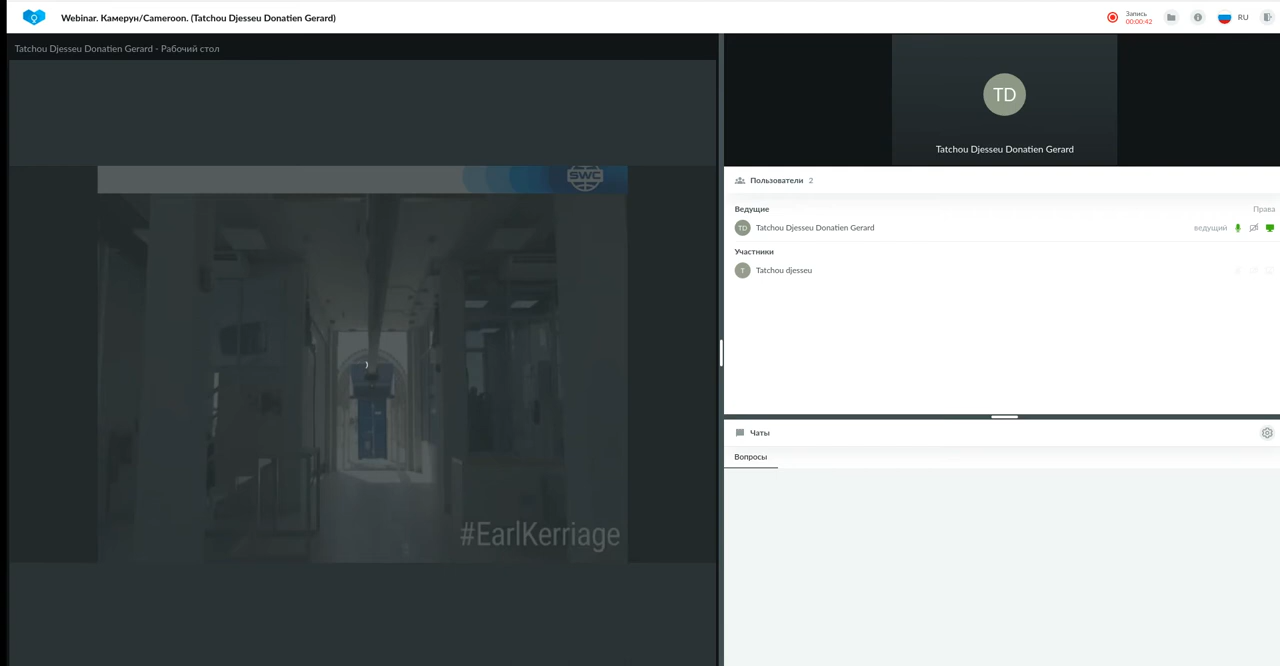 Webinar. Камерун/Cameroon. (Tatchou Djesseu Donatien Gerard)
Запись
00:00:42
RU
Tatchou Djesseu Donatien Gerard - Рабочий стол
SWC
#EarlKerriage
TD
Tatchou Djesseu Donatien Gerard
Пользователи 2
Ведущие Права
TD Tatchou Djesseu Donatien Gerard ведущий
Участники
T Tatchou djesseu
Чаты
Вопросы